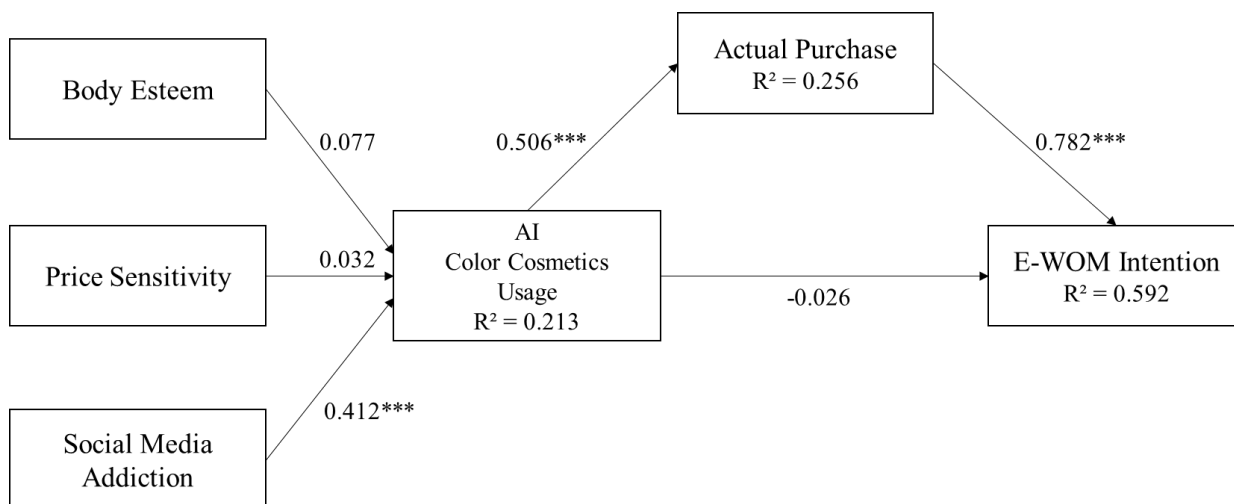 Body Esteem
Price Sensitivity
Social Media
Addiction
0.077
0.032
0.412***
AI
Color Cosmetics
Usage
R² = 0.213
0.506***
Actual Purchase
R² = 0.256
0.782***
-0.026
E-WOM Intention
R² = 0.592